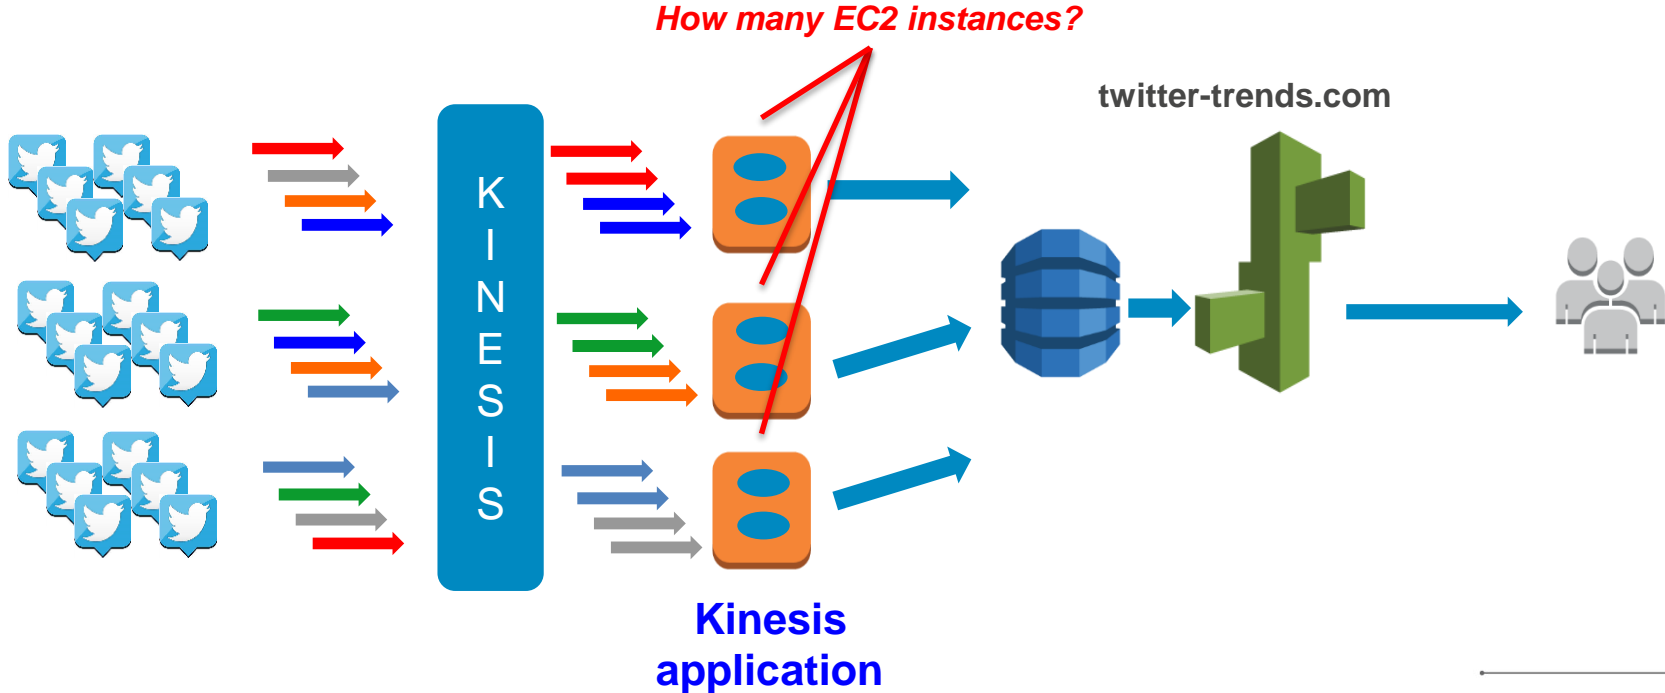 How many EC2 instances?
twitter-trends.com
K
I
N
E
S
I
S
Kinesis
application